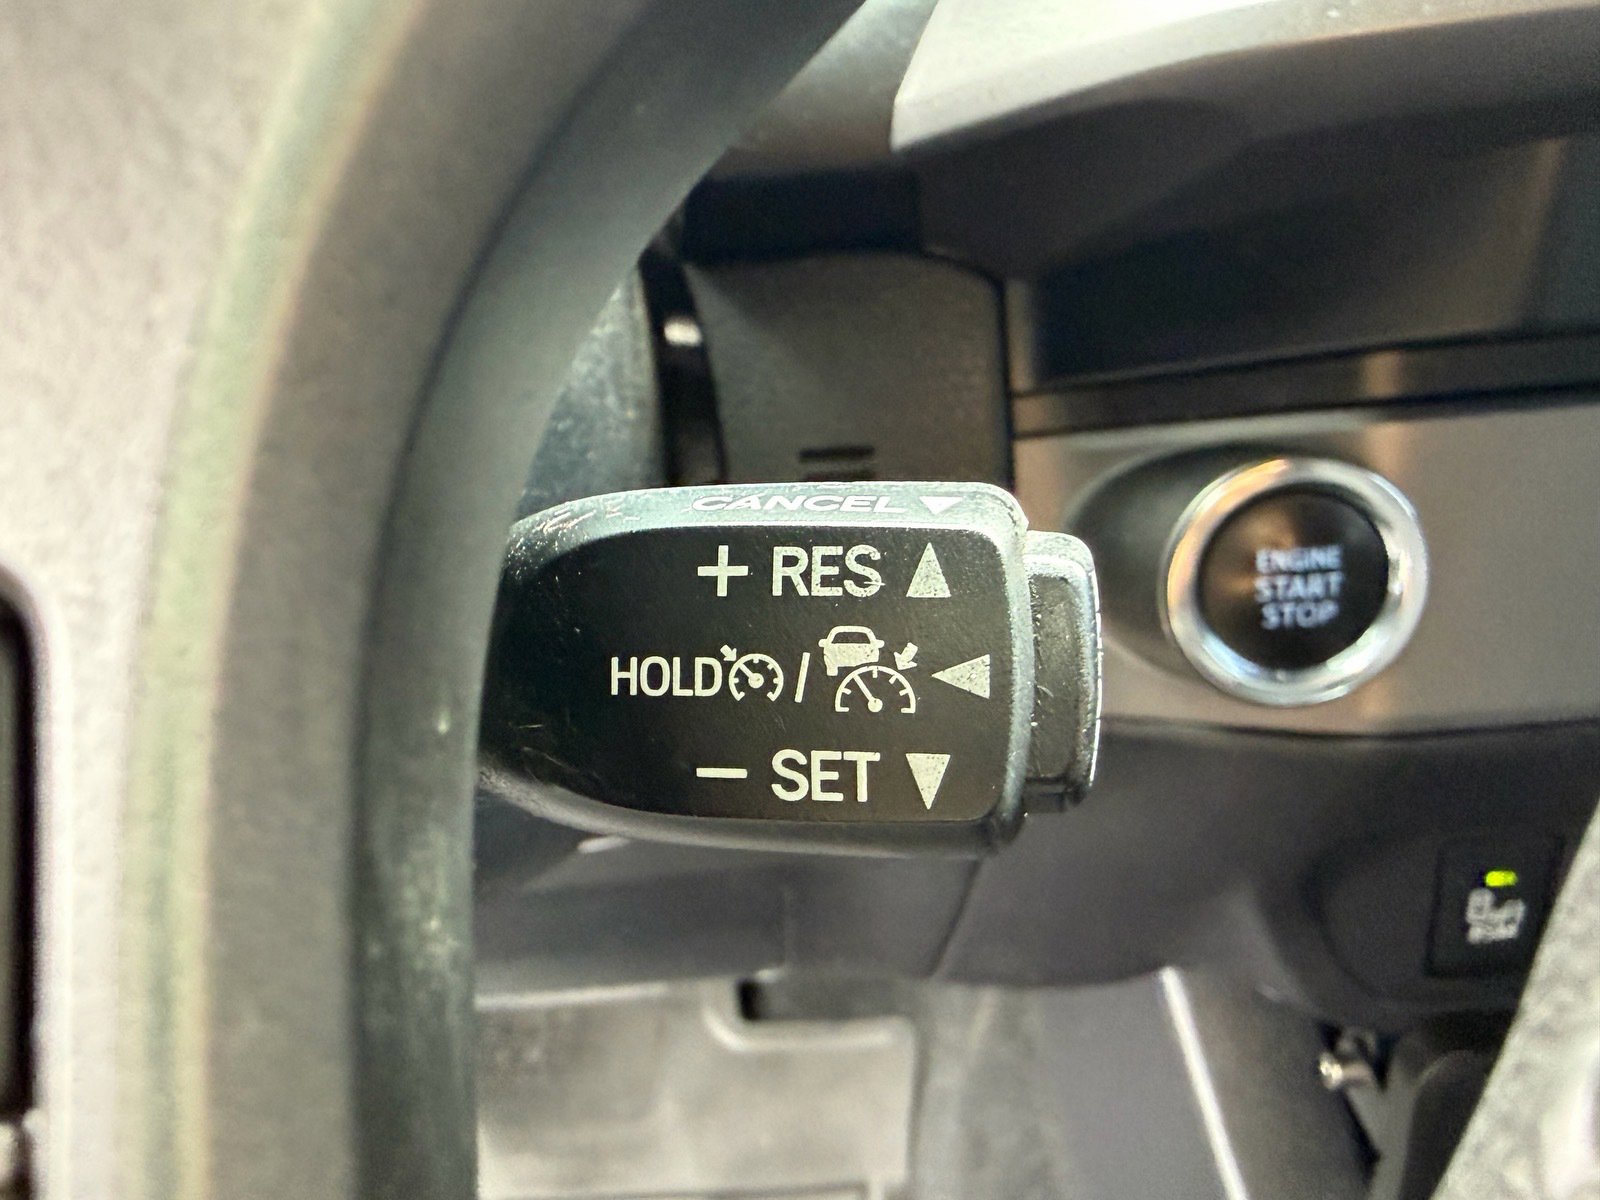 CANCEL
+ RES
HOLD /
− SET
ENGINE
START
STOP